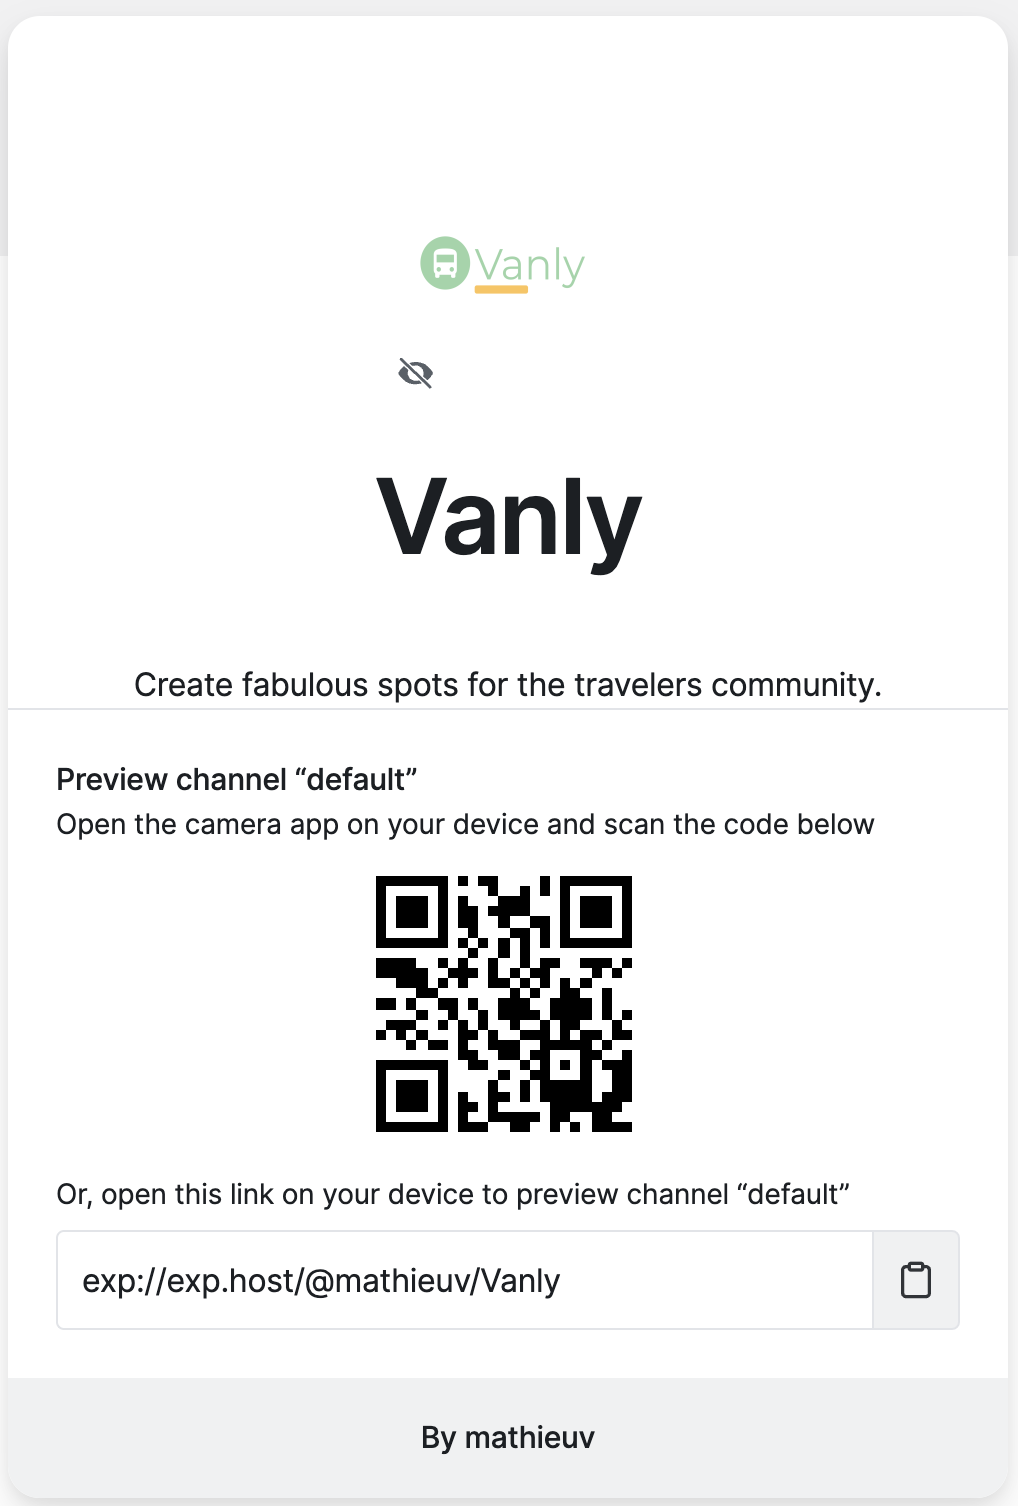 Vanly
Vanly
Create fabulous spots for the travelers community.
Preview channel “default”
Open the camera app on your device and scan the code below
Or, open this link on your device to preview channel “default”
exp://exp.host/@mathieuv/Vanly
By mathieuv